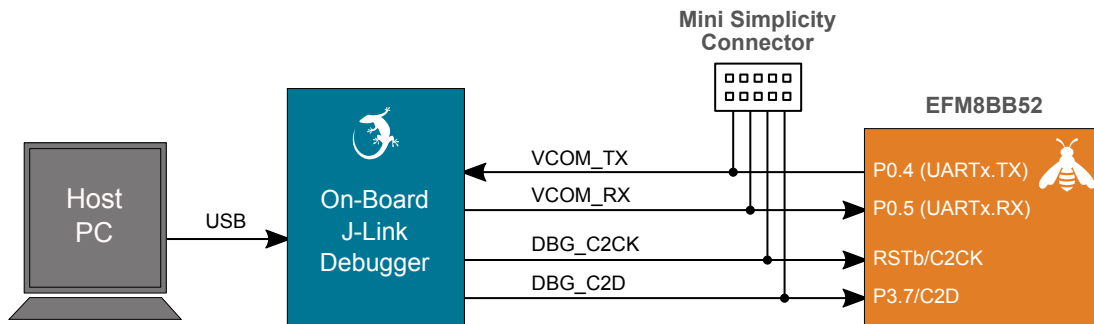 Mini Simplicity
Connector
EFM8BB52
Host
PC
USB
On-Board
J-Link
Debugger
VCOM_TX
VCOM_RX
DBG_C2CK
DBG_C2D
P0.4 (UARTx.TX)
P0.5 (UARTx.RX)
RSTb/C2CK
P3.7/C2D